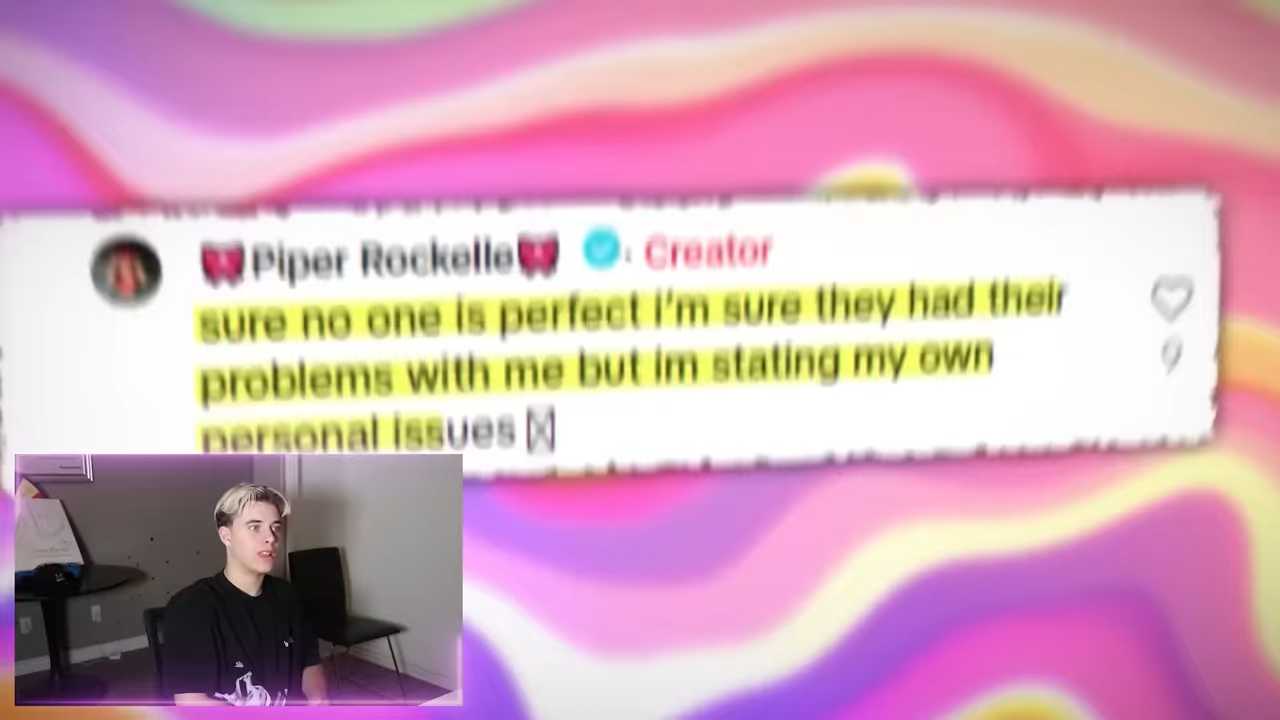 Piper Rockelle · Creator
sure no one is perfect i'm sure they had their
problems with me but im stating my own
personal issues
9